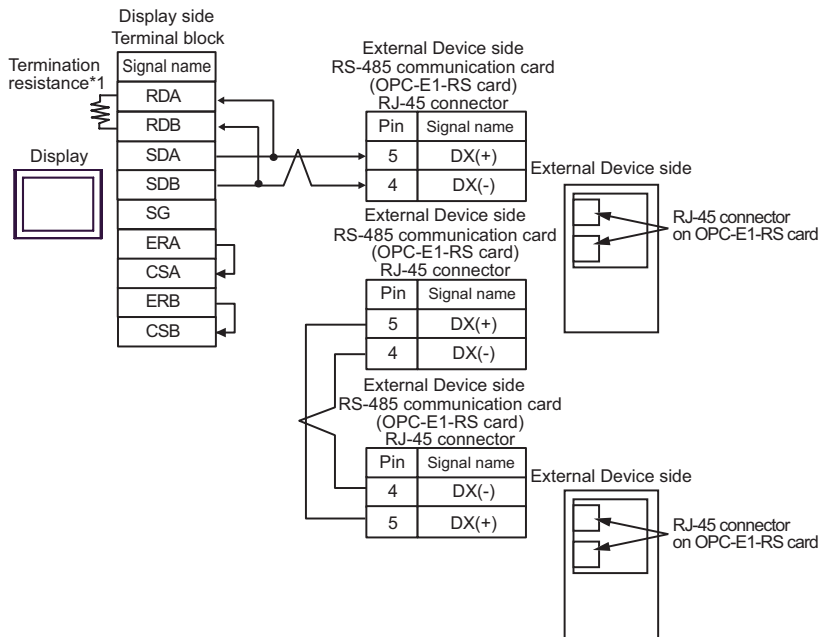 Display side
Terminal block
Termination
resistance*1
Signal name
RDA
RDB
SDA
SDB
SG
ERA
CSA
ERB
CSB
Display
External Device side
RS-485 communication card
(OPC-E1-RS card)
RJ-45 connector
Pin Signal name
5 DX(+)
4 DX(-)
External Device side
RJ-45 connector
on OPC-E1-RS card
External Device side
RS-485 communication card
(OPC-E1-RS card)
RJ-45 connector
Pin Signal name
5 DX(+)
4 DX(-)
External Device side
RS-485 communication card
(OPC-E1-RS card)
RJ-45 connector
Pin Signal name
4 DX(-)
5 DX(+)
External Device side
RJ-45 connector
on OPC-E1-RS card